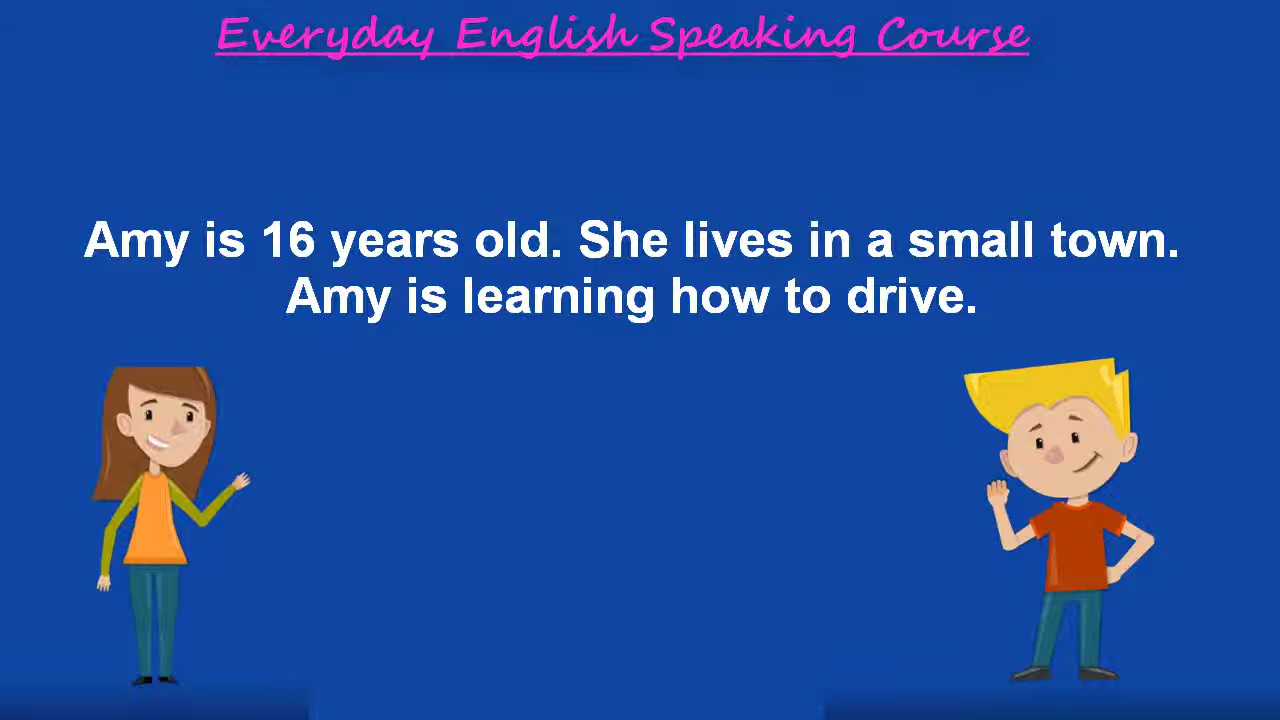 Everyday English Speaking Course
Amy is 16 years old. She lives in a small town.
Amy is learning how to drive.